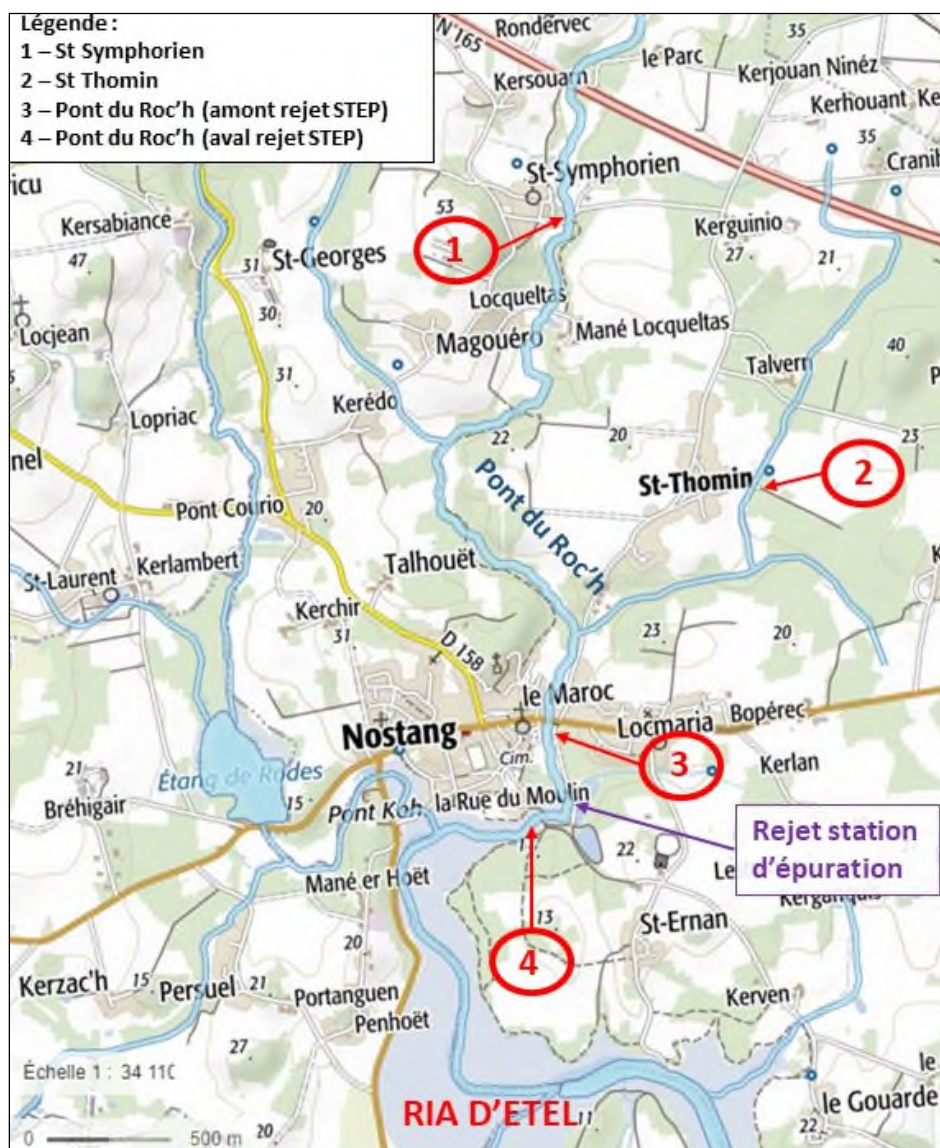 Légende :
1 – St Symphorien
2 – St Thomin
3 – Pont du Roc'h (amont rejet STEP)
4 – Pont du Roc'h (aval rejet STEP)
N°165
Rondervec
le Parc
Kersouarn
Kerjouan Ninéz
35
Kerhouant
35
St-Symphorien
Kersabiance
53
1
Kerguinio
27
21
47
31
St-Georges
Locqueltas
Locjean
30
Magouéro
Mané Locqueltas
40
31
Talvern
Kerédo
Lopriac
22
20
23
St-Thomin
2
Pont du Roc'h
Pont Courio
20
Kerlambert
Talhouët
St-Laurent
Kerchir
31
D 158
23
20
le Maroc
Nostang
Locmaria
Bopérec
Cim.
3
Étang de Rodes
21
15
Kerlan
Bréhigair
Pont Koh
la Rue du Moulin
Rejet station
d'épuration
22
Mané er Hoët
13
Kerganquis
20
4
St-Ernan
Kerzac'h
15
Persuel
21
Portanguen
Kerven
Penhoët
27
Échelle 1 : 34 110
RIA D'ETEL
11
le Gouarde
0
500 m
20